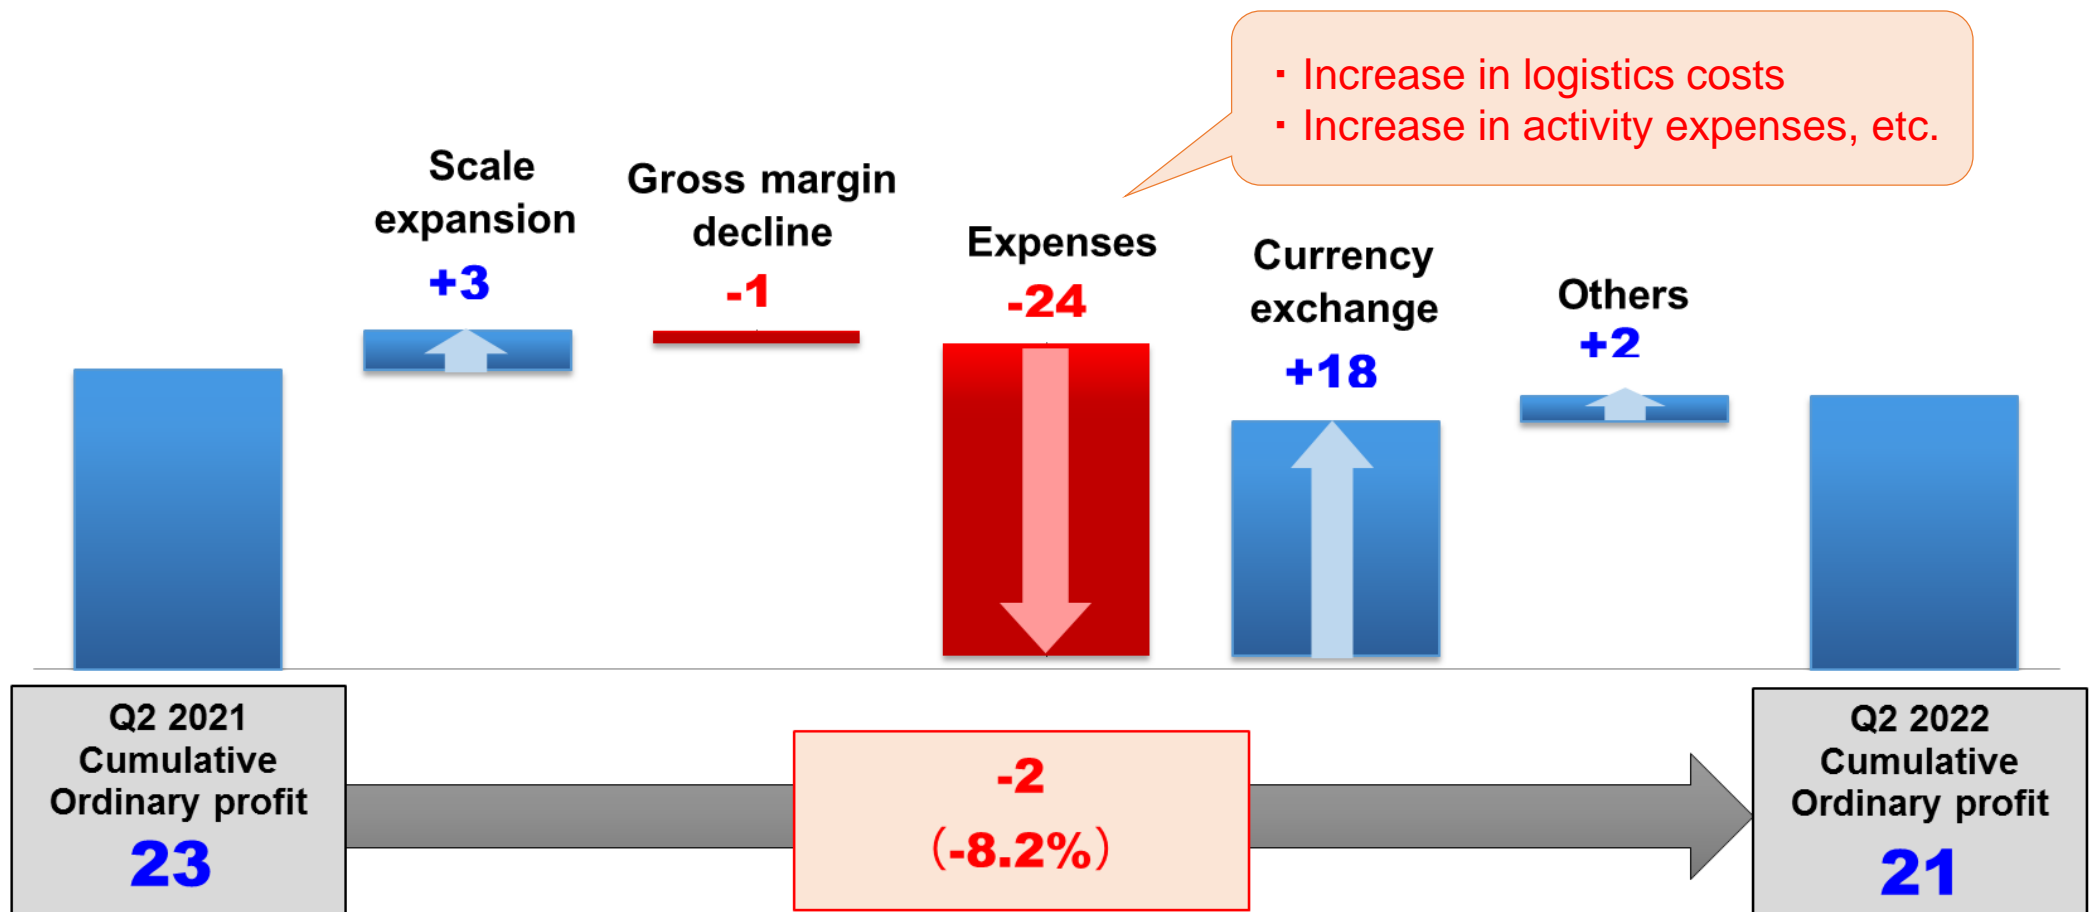 ・Increase in logistics costs
・Increase in activity expenses, etc.
Scale
expansion
+3
Gross margin
decline
-1
Expenses
-24
Currency
exchange
+18
Others
+2
Q2 2021
Cumulative
Ordinary profit
23
-2
(-8.2%)
Q2 2022
Cumulative
Ordinary profit
21